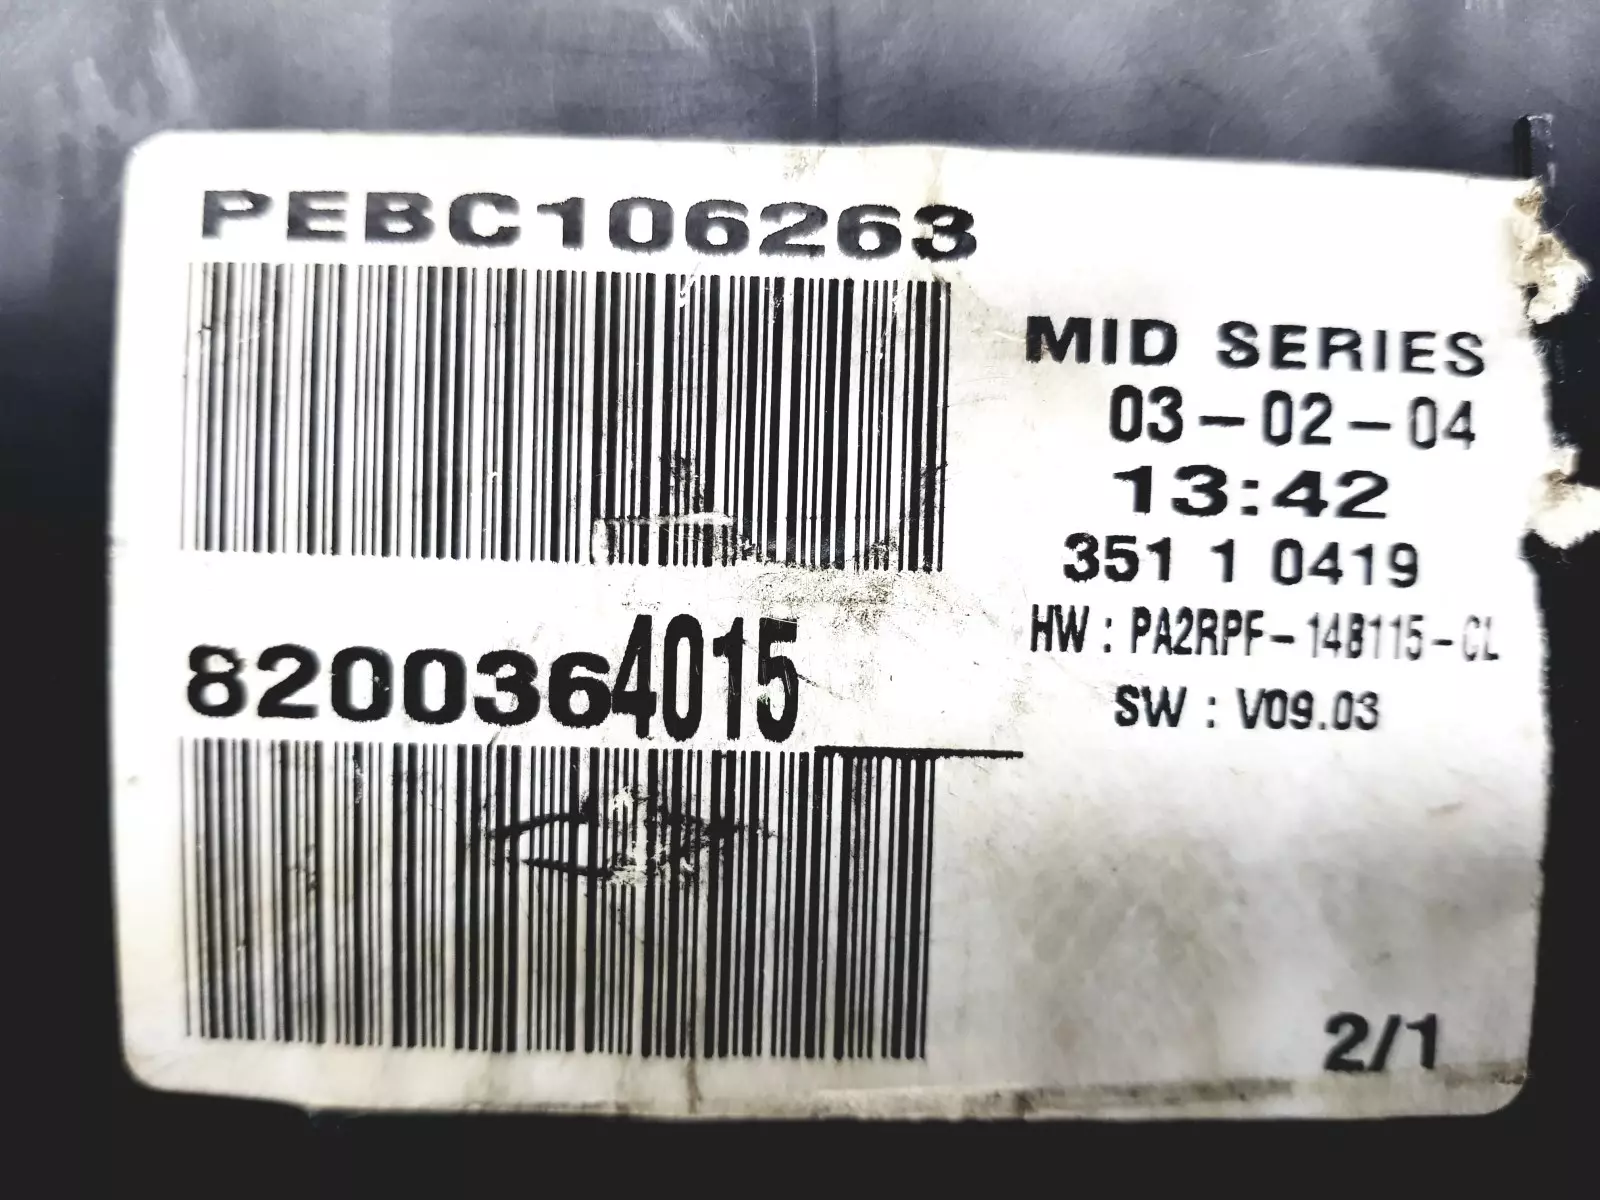 PEBC106263
MID SERIES
03-02-04
13:42
351 1 0419
HW : PA2RPF-14B115-CL
SW : V09.03
8200364015
2/1